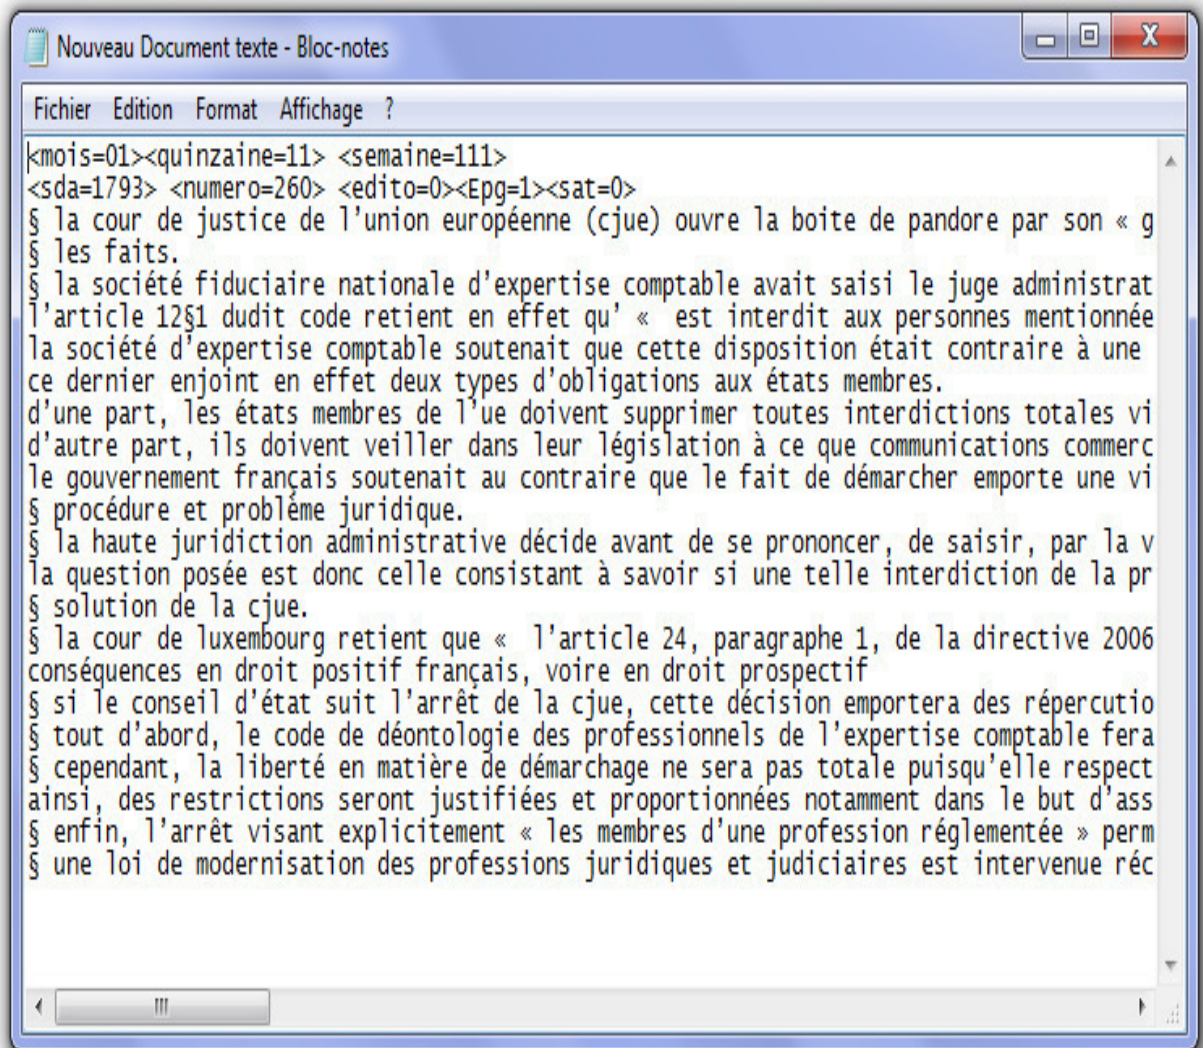 Nouveau Document texte - Bloc-notes
Fichier Edition Format Affichage ?
<mois=01><quinzaine=11> <semaine=111>
<sda=1793> <numero=260> <edito=0><Epg=1><sat=0>
§ la cour de justice de l'union européenne (cjue) ouvre la boite de pandore par son « g
§ les faits.
§ la société fiduciaire nationale d'expertise comptable avait saisi le juge administrat
l'article 12§1 dudit code retient en effet qu' «  est interdit aux personnes mentionnée
la société d'expertise comptable soutenait que cette disposition était contraire à une
ce dernier enjoint en effet deux types d'obligations aux états membres.
d'une part, les états membres de l'ue doivent supprimer toutes interdictions totales vi
d'autre part, ils doivent veiller dans leur législation à ce que communications commerc
le gouvernement français soutenait au contraire que le fait de démarcher emporte une vi
§ procédure et problème juridique.
§ la haute juridiction administrative décide avant de se prononcer, de saisir, par la v
la question posée est donc celle consistant à savoir si une telle interdiction de la pr
§ solution de la cjue.
§ la cour de luxembourg retient que «  l'article 24, paragraphe 1, de la directive 2006
conséquences en droit positif français, voire en droit prospectif
§ si le conseil d'état suit l'arrêt de la cjue, cette décision emportera des répercutio
§ tout d'abord, le code de déontologie des professionnels de l'expertise comptable fera
§ cependant, la liberté en matière de démarchage ne sera pas totale puisqu'elle respect
ainsi, des restrictions seront justifiées et proportionnées notamment dans le but d'ass
§ enfin, l'arrêt visant explicitement « les membres d'une profession réglementée » perm
§ une loi de modernisation des professions juridiques et judiciaires est intervenue réc